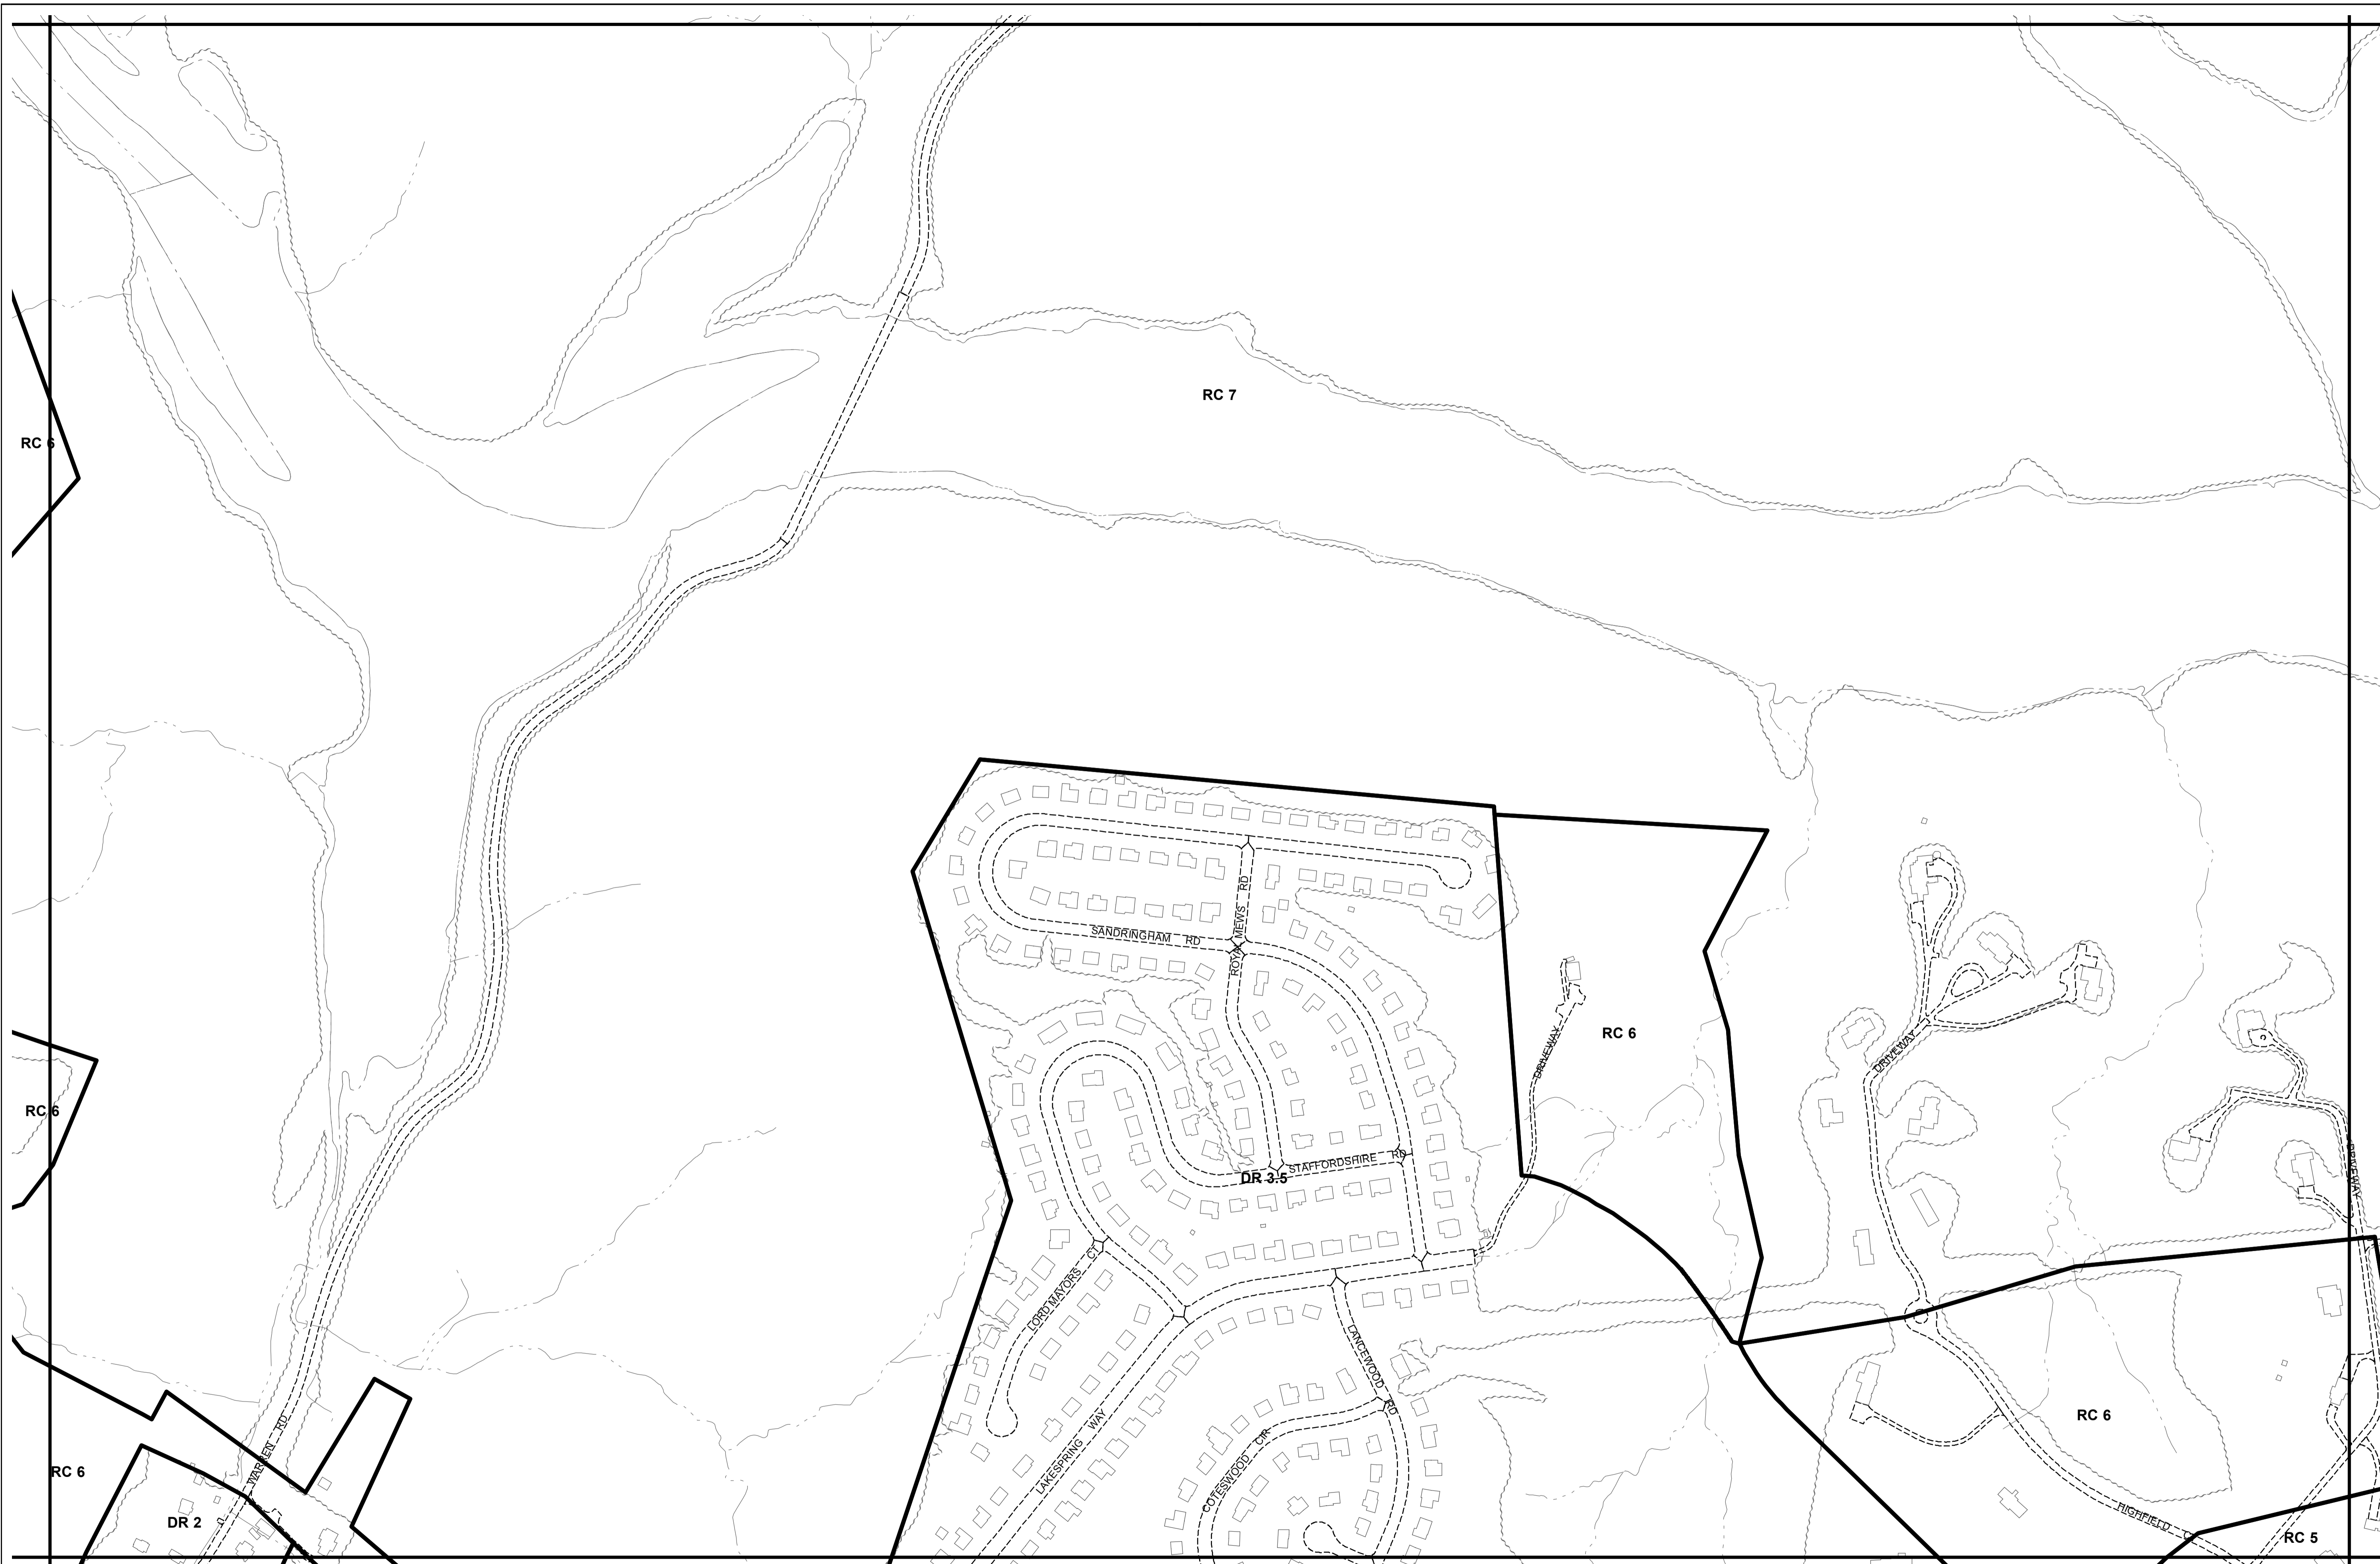 RC 7
RC 6
SANDRINGHAM RD
ROYAL MEWS RD
DRIVEWAY
RC 6
DRIVEWAY
RC 6
DRIVEWAY
STAFFORDSHIRE RD
DR 3.5
LORD MAYORS CT
LANCEWOOD RD
LAKESPRING WAY
COTESWOOD CIR
RC 6
WARREN RD
RC 6
DR 2
HIGHFIELD
RC 5